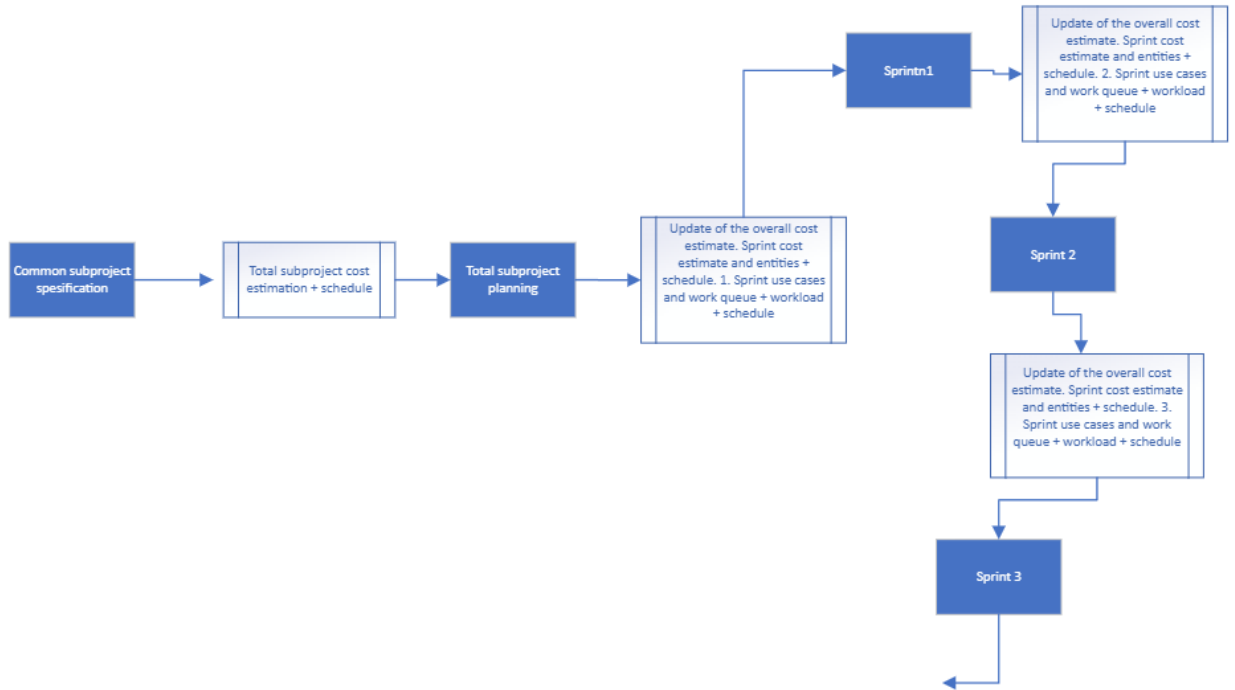 Common subproject
spesification
Total subproject cost
estimation + schedule
Total subproject
planning
Update of the overall cost
estimate. Sprint cost
estimate and entities +
schedule. 1. Sprint use cases
and work queue + workload
+ schedule
Sprintn1
Update of the overall cost
estimate. Sprint cost
estimate and entities +
schedule. 2. Sprint use cases
and work queue + workload
+ schedule
Sprint 2
Update of the overall cost
estimate. Sprint cost estimate
and entities + schedule. 3.
Sprint use cases and work
queue + workload + schedule
Sprint 3